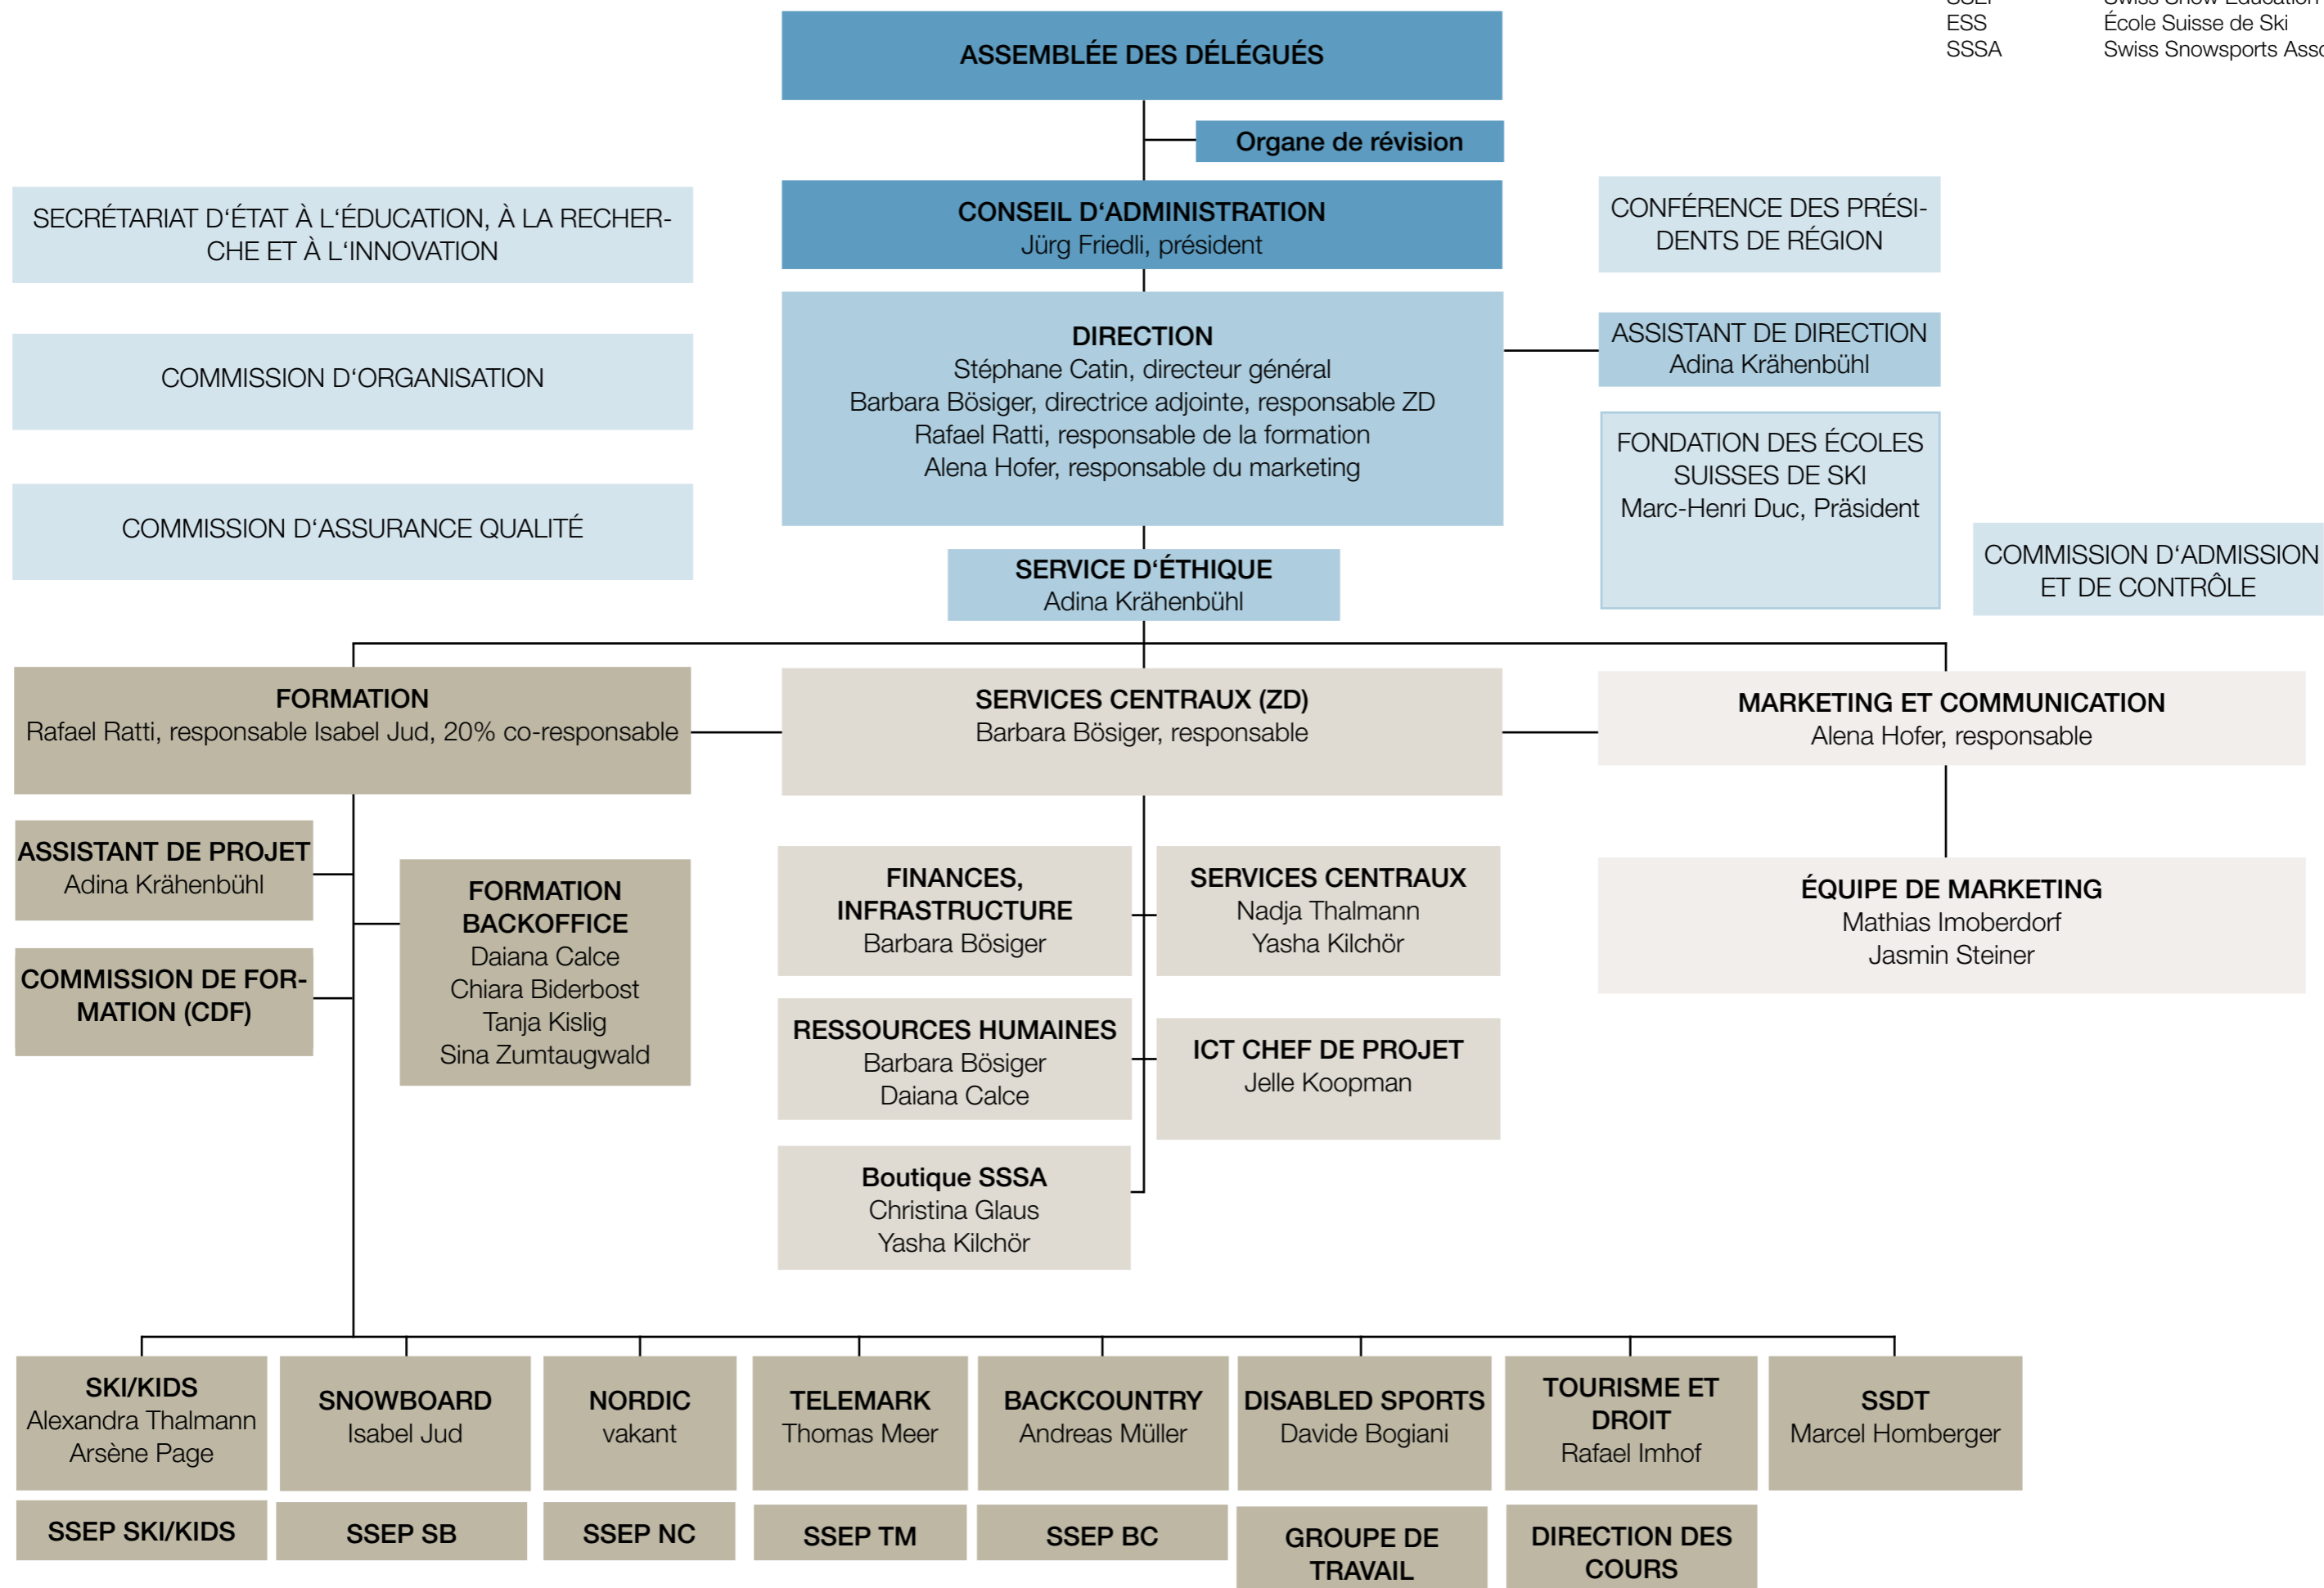 ESS École Suisse de Ski
SSSA Swiss Snowsports
ASSEMBLÉE DES DÉLÉGUÉS
Organe de révision
SECRÉTARIAT D‘ÉTAT À L‘ÉDUCATION, À LA RECHER-
CHE ET À L‘INNOVATION
CONSEIL D‘ADMINISTRATION
Jürg Friedli, président
CONFÉRENCE DES PRÉSI-
DENTS DE RÉGION
COMMISSION D‘ORGANISATION
DIRECTION
Stéphane Catin, directeur général
Barbara Bösiger, directrice adjointe, responsable ZD
Rafael Ratti, responsable de la formation
Alena Hofer, responsable du marketing
ASSISTANT DE DIRECTION
Adina Krähenbühl
FONDATION DES ÉCOLES
SUISSES DE SKI
Marc-Henri Duc, Präsident
COMMISSION D‘ASSURANCE QUALITÉ
SERVICE D‘ÉTHIQUE
Adina Krähenbühl
COMMISSION D‘ADMISSION
ET DE CONTRÔLE
FORMATION
Rafael Ratti, responsable Isabel Jud, 20% co-responsable
SERVICES CENTRAUX (ZD)
Barbara Bösiger, responsable
MARKETING ET COMMUNICATION
Alena Hofer, responsable
ASSISTANT DE PROJET
Adina Krähenbühl
COMMISSION DE FOR-
MATION (CDF)
FORMATION
BACKOFFICE
Daiana Calce
Chiara Biderbost
Tanja Kislig
Sina Zumtaugwald
FINANCES,
INFRASTRUCTURE
Barbara Bösiger
SERVICES CENTRAUX
Nadja Thalmann
Yasha Kilchör
ÉQUIPE DE MARKETING
Mathias Imoberdorf
Jasmin Steiner
RESSOURCES HUMAINES
Barbara Bösiger
Daiana Calce
ICT CHEF DE PROJET
Jelle Koopman
Boutique SSSA
Christina Glaus
Yasha Kilchör
SKI/KIDS
Alexandra Thalmann
Arsène Page
SNOWBOARD
Isabel Jud
NORDIC
vakant
TELEMARK
Thomas Meer
BACKCOUNTRY
Andreas Müller
DISABLED SPORTS
Davide Bogiani
TOURISME ET
DROIT
Rafael Imhof
SSDT
Marcel Homberger
SSEP SKI/KIDS
SSEP SB
SSEP NC
SSEP TM
SSEP BC
GROUPE DE
TRAVAIL
DIRECTION DES
COURS